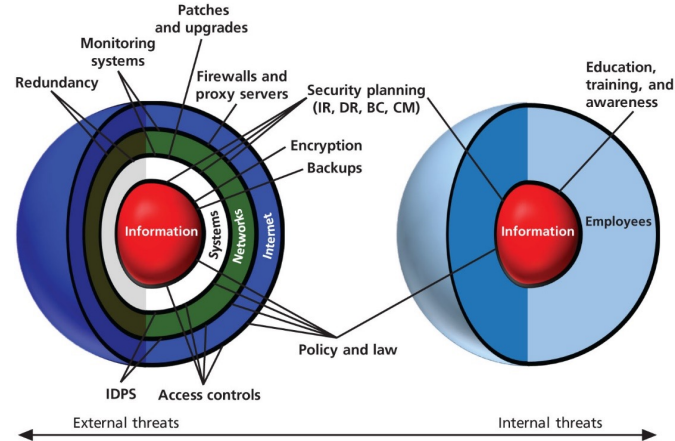 Patches
and upgrades
Monitoring
systems
Redundancy
Firewalls and
proxy servers
Security planning
(IR, DR, BC, CM)
Education,
training, and
awareness
Encryption
Backups
Information
Systems
Networks
Internet
Information
Employees
Policy and law
IDPS
Access controls
External threats
Internal threats